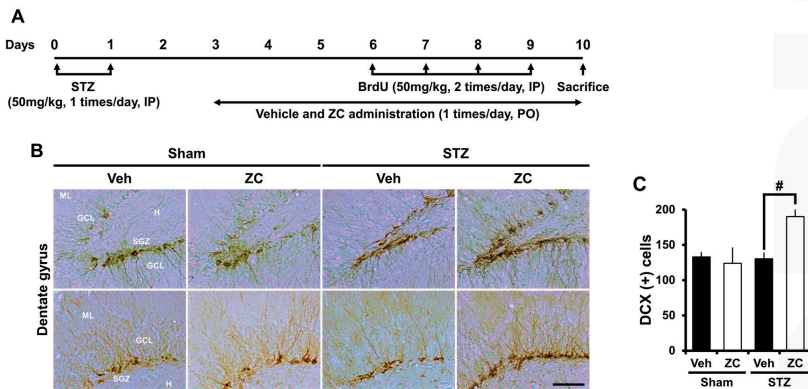 A
Days 0 1 2 3 4 5 6 7 8 9 10
STZ
(50mg/kg, 1 times/day, IP)
BrdU (50mg/kg, 2 times/day, IP)
Sacrifice
Vehicle and ZC administration (1 times/day, PO)
B
Sham STZ
Veh ZC Veh ZC
Dentate gyrus
ML
GCL
H
SGZ
GCL
ML
GCL
SGZ
H
C
#
DCX (+) cells
200
150
100
50
0
Veh ZC Veh ZC
Sham STZ